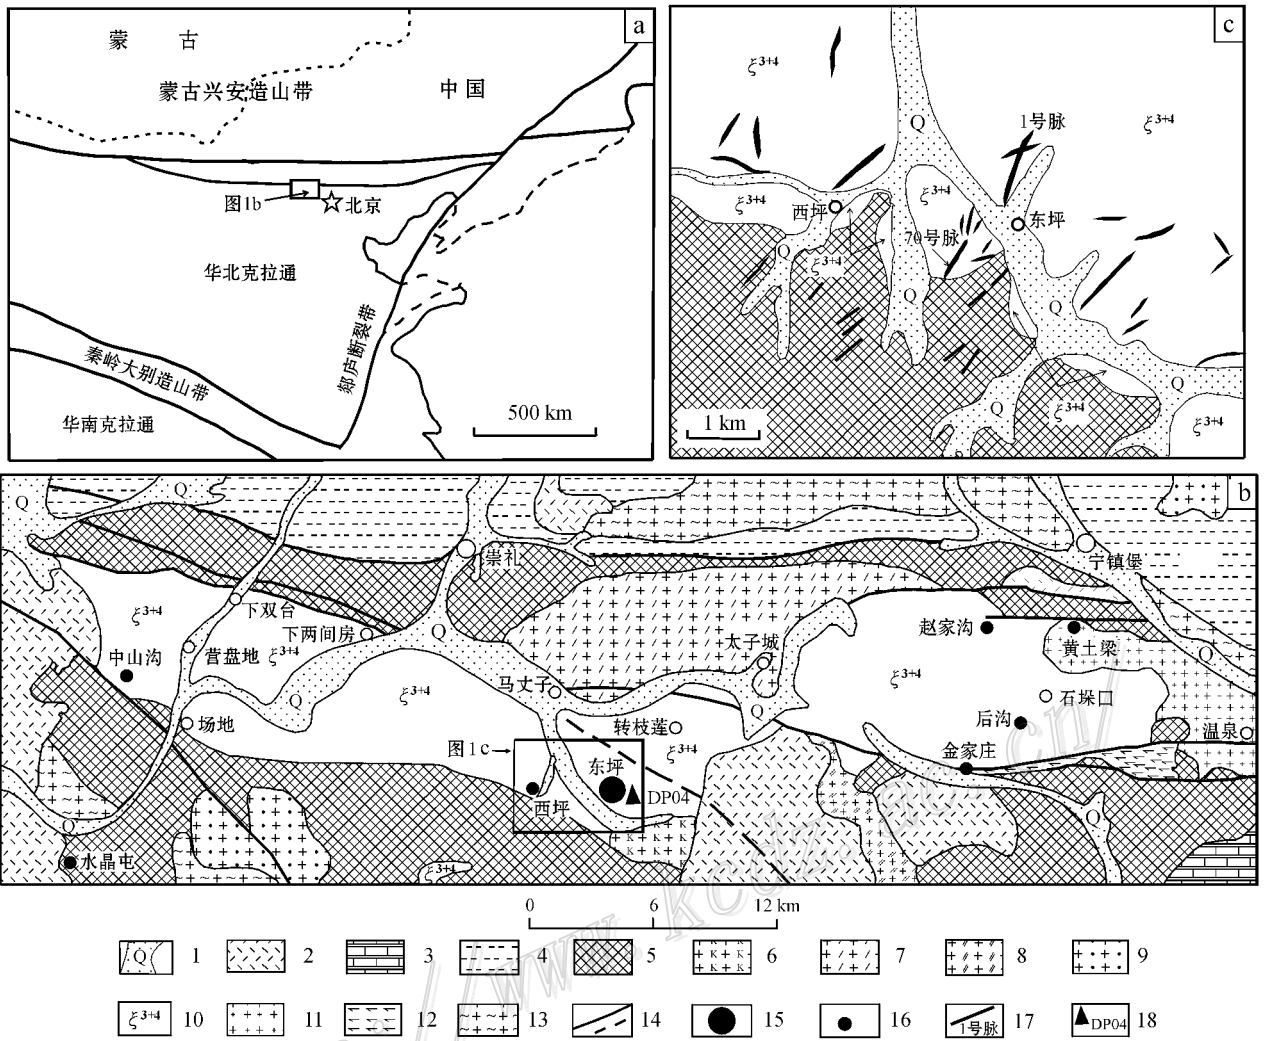 a
蒙 古
蒙古兴安造山带
中国
图1b
北京
华北克拉通
郯庐断裂带
秦岭大别造山带
华南克拉通
500 km
c
ξ3+4
ξ3+4
Q
1号脉
ξ3+4
ξ3+4
西坪
东坪
70号脉
Q
ξ3+4
Q
Q
Q
Q
ξ3+4
ξ3+4
1 km
b
Q
Q
崇礼
宁镇堡
ξ3+4
下双台
下两间房
Q
赵家沟
太子城
黄土梁
Q
中山沟
营盘地
ξ3+4
ξ3+4
马丈子
ξ3+4
石垛口
Q
Q
场地
转枝莲
后沟
温泉
图1c
ξ3+4
金家庄
东坪
西坪
DP04
Q
Q
水晶屯
ξ3+4
0 6 12 km
Q 1 2 3 4 5 K K K K 6 7 8 9
ξ3+4 10 11 12 13 14 15 16 1号脉 17 DP04 18
www.kcdz.ac.cn/